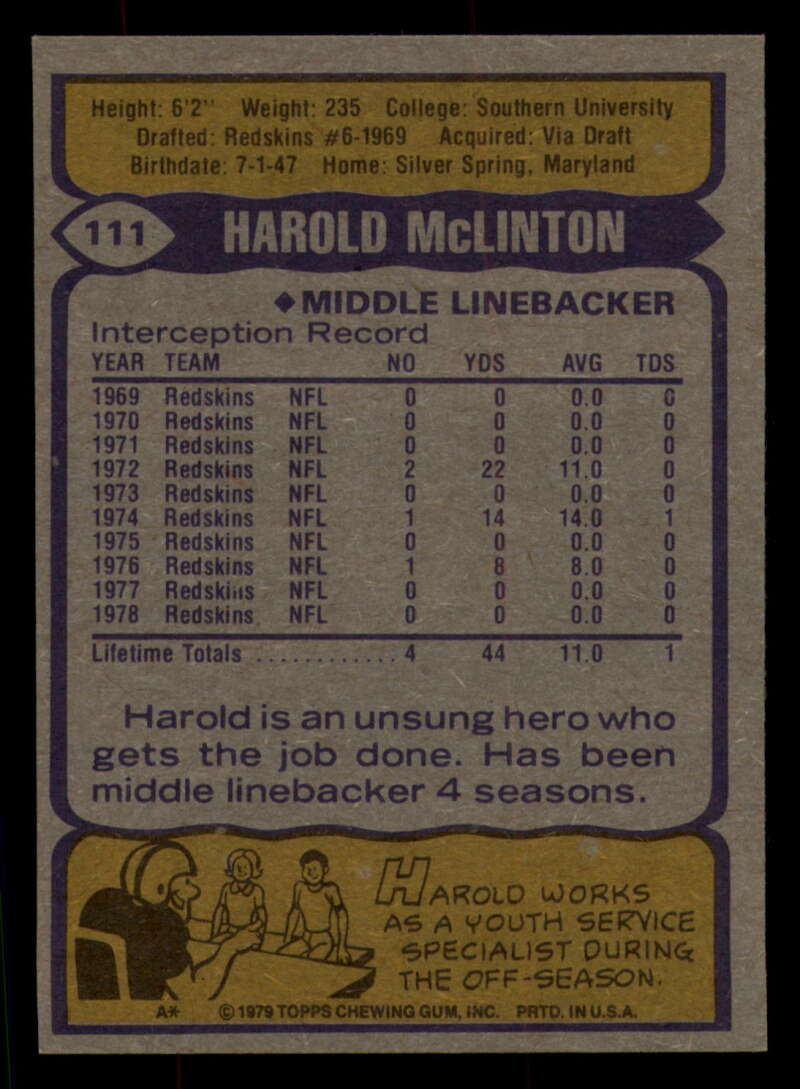 Height: 6'2" Weight: 235 College: Southern University
Drafted: Redskins #6-1969 Acquired: Via Draft
Birthdate: 7-1-47 Home: Silver Spring, Maryland
111 HAROLD McLINTON
◆MIDDLE LINEBACKER
Interception Record
YEAR TEAM NO YDS AVG TDS
1969 Redskins NFL 0 0 0.0 0
1970 Redskins NFL 0 0 0.0 0
1971 Redskins NFL 0 0 0.0 0
1972 Redskins NFL 2 22 11.0 0
1973 Redskins NFL 0 0 0.0 0
1974 Redskins NFL 1 14 14.0 1
1975 Redskins NFL 0 0 0.0 0
1976 Redskins NFL 1 8 8.0 0
1977 Redskins NFL 0 0 0.0 0
1978 Redskins NFL 0 0 0.0 0
Lifetime Totals ............ 4 44 11.0 1
Harold is an unsung hero who
gets the job done. Has been
middle linebacker 4 seasons.
HAROLD WORKS
AS A YOUTH SERVICE
SPECIALIST DURING
THE OFF-SEASON.
A* © 1979 TOPPS CHEWING GUM, INC. PRTD. IN U.S.A.